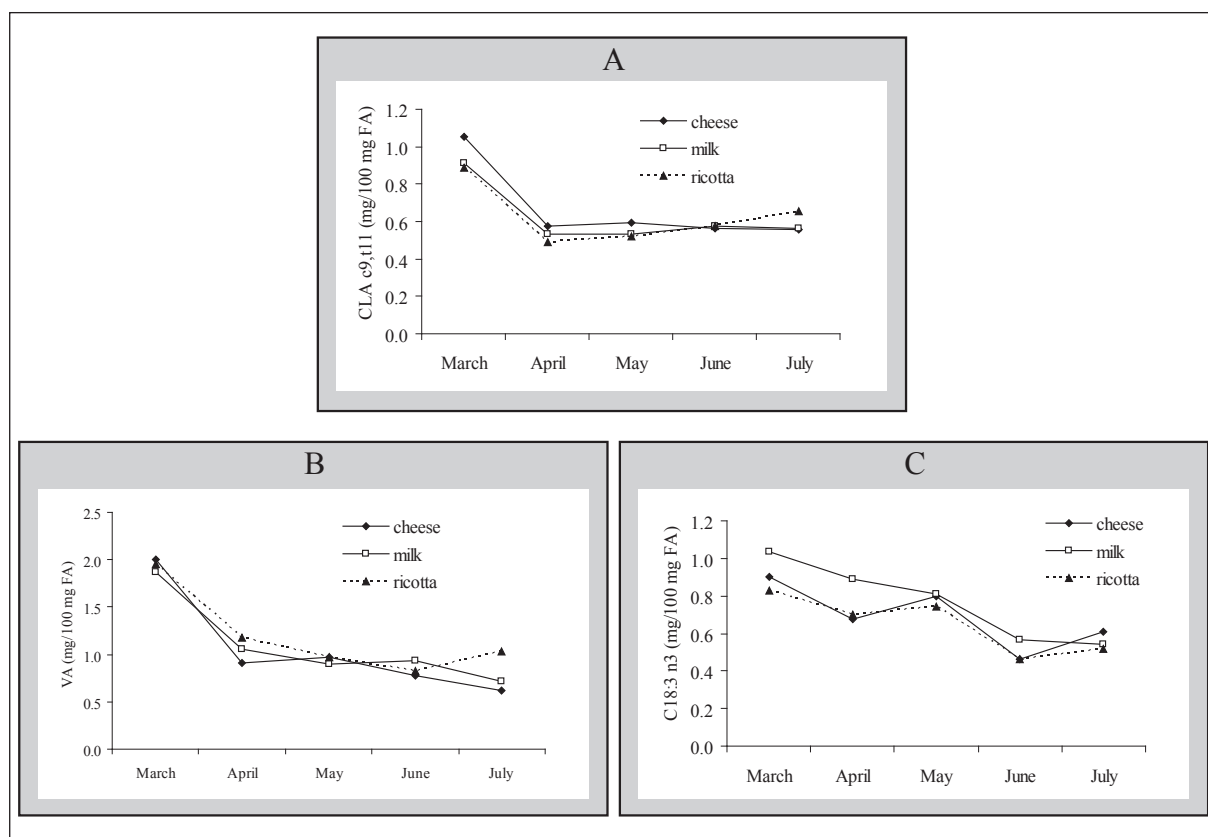 A
CLA c9,t11 (mg/100 mg FA)
1.2
1.0
0.8
0.6
0.4
0.2
0.0
cheese
milk
ricotta
March April May June July
B
VA (mg/100 mg FA)
2.5
2.0
1.5
1.0
0.5
0.0
cheese
milk
ricotta
March April May June July
C
C18:3 n3 (mg/100 mg FA)
1.2
1.0
0.8
0.6
0.4
0.2
0.0
cheese
milk
ricotta
March April May June July